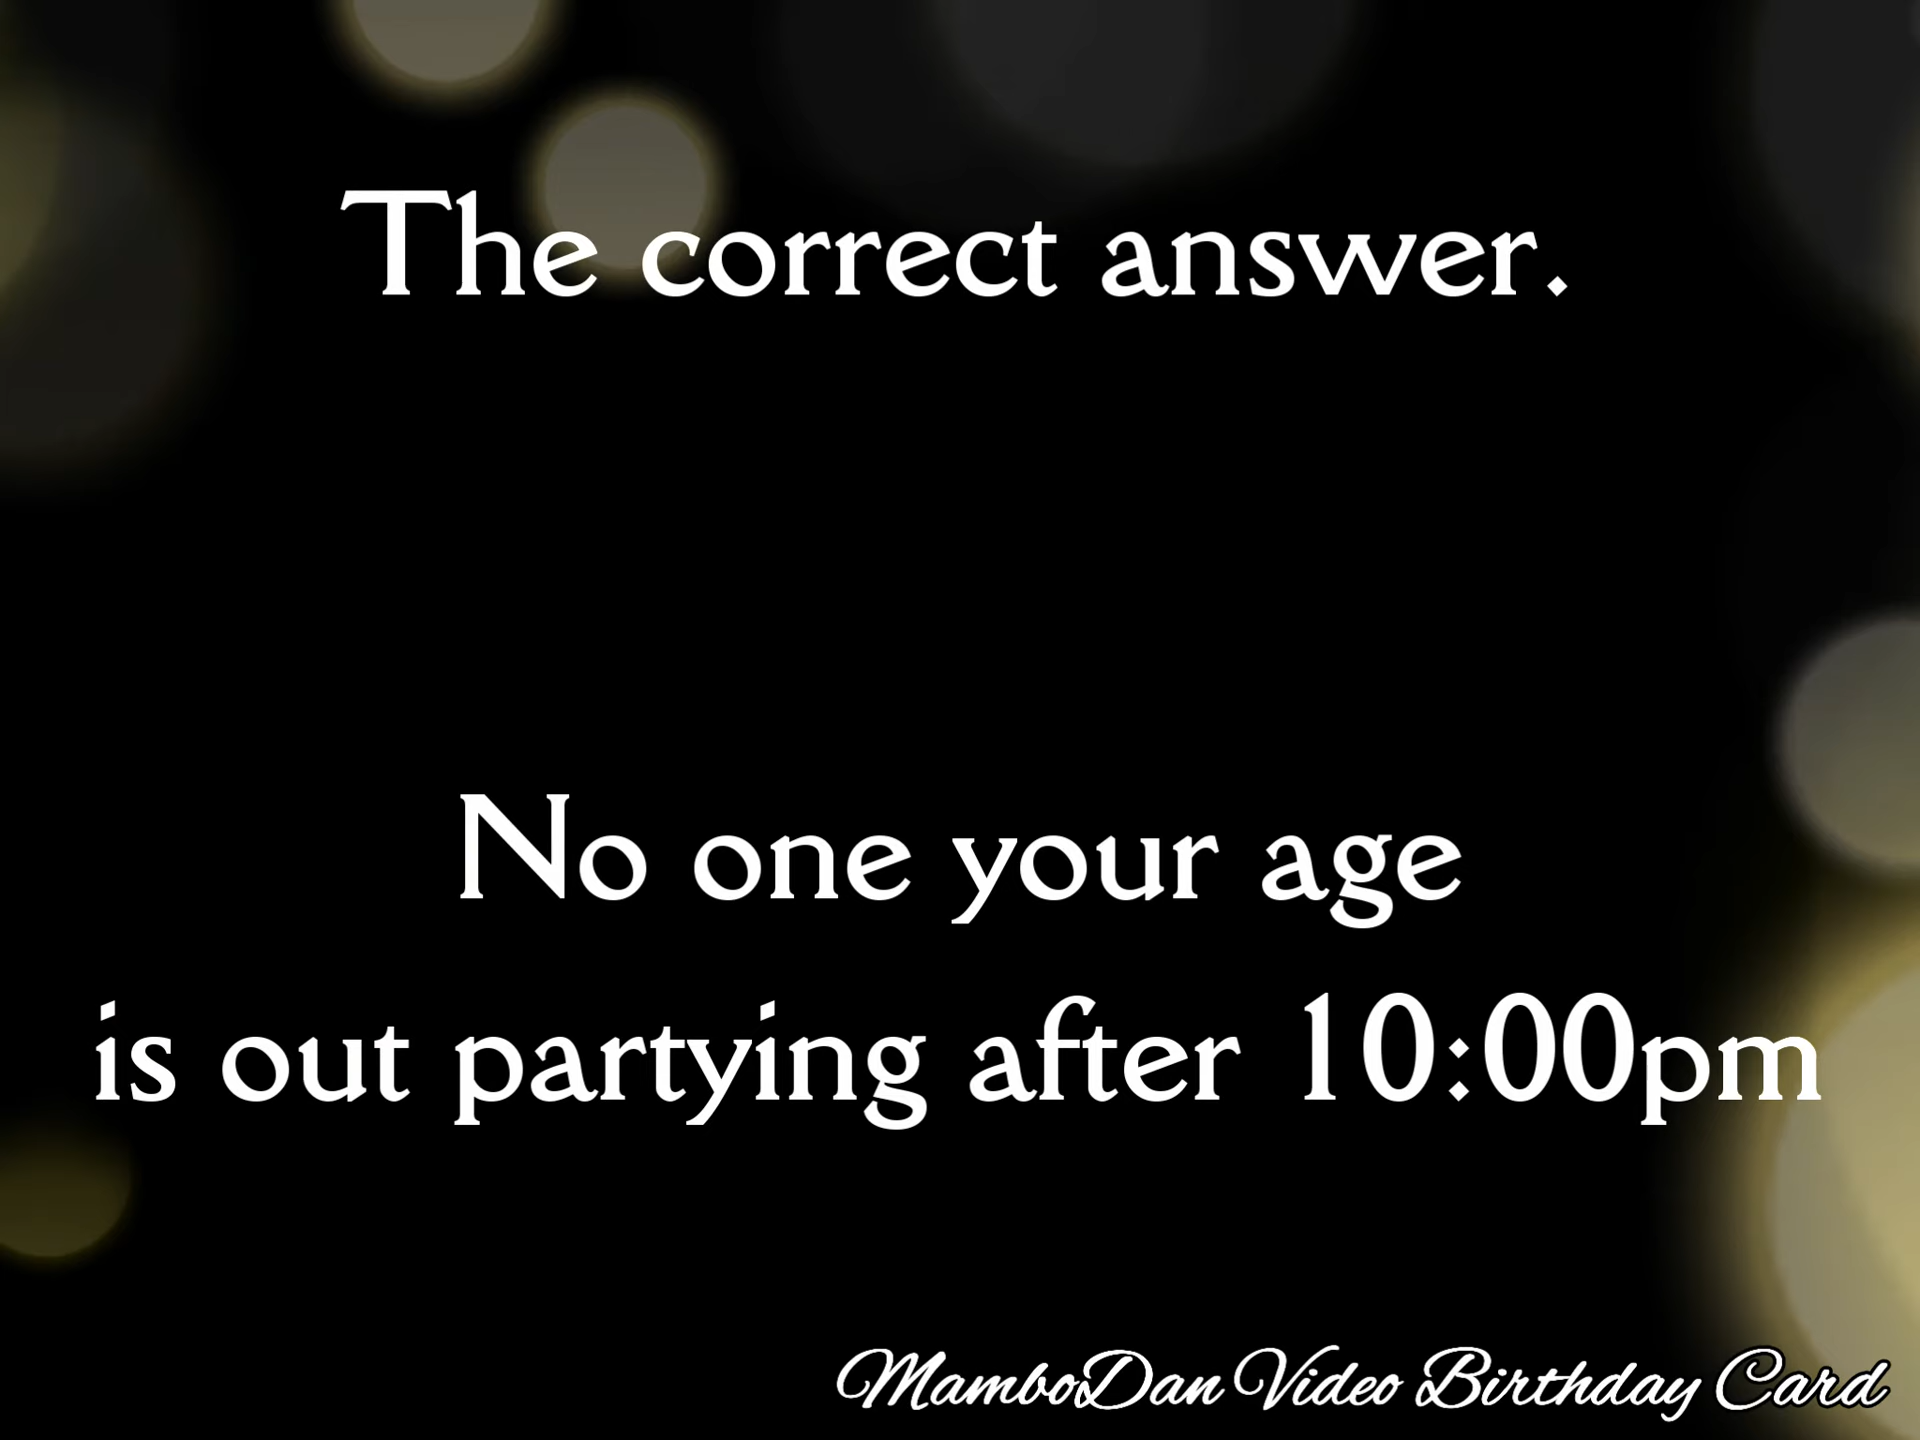 The correct answer.
No one your age
is out partying after 10:00pm
MamboDan Video Birthday Card